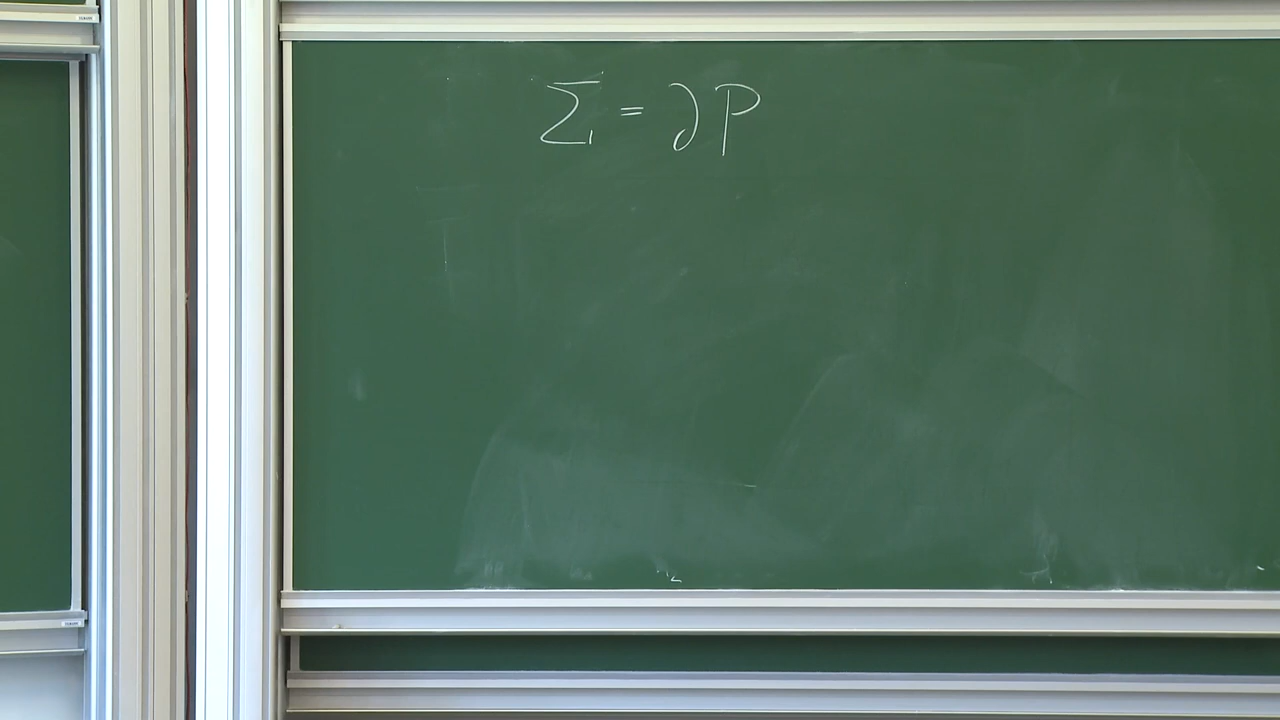 Σ = ∂P